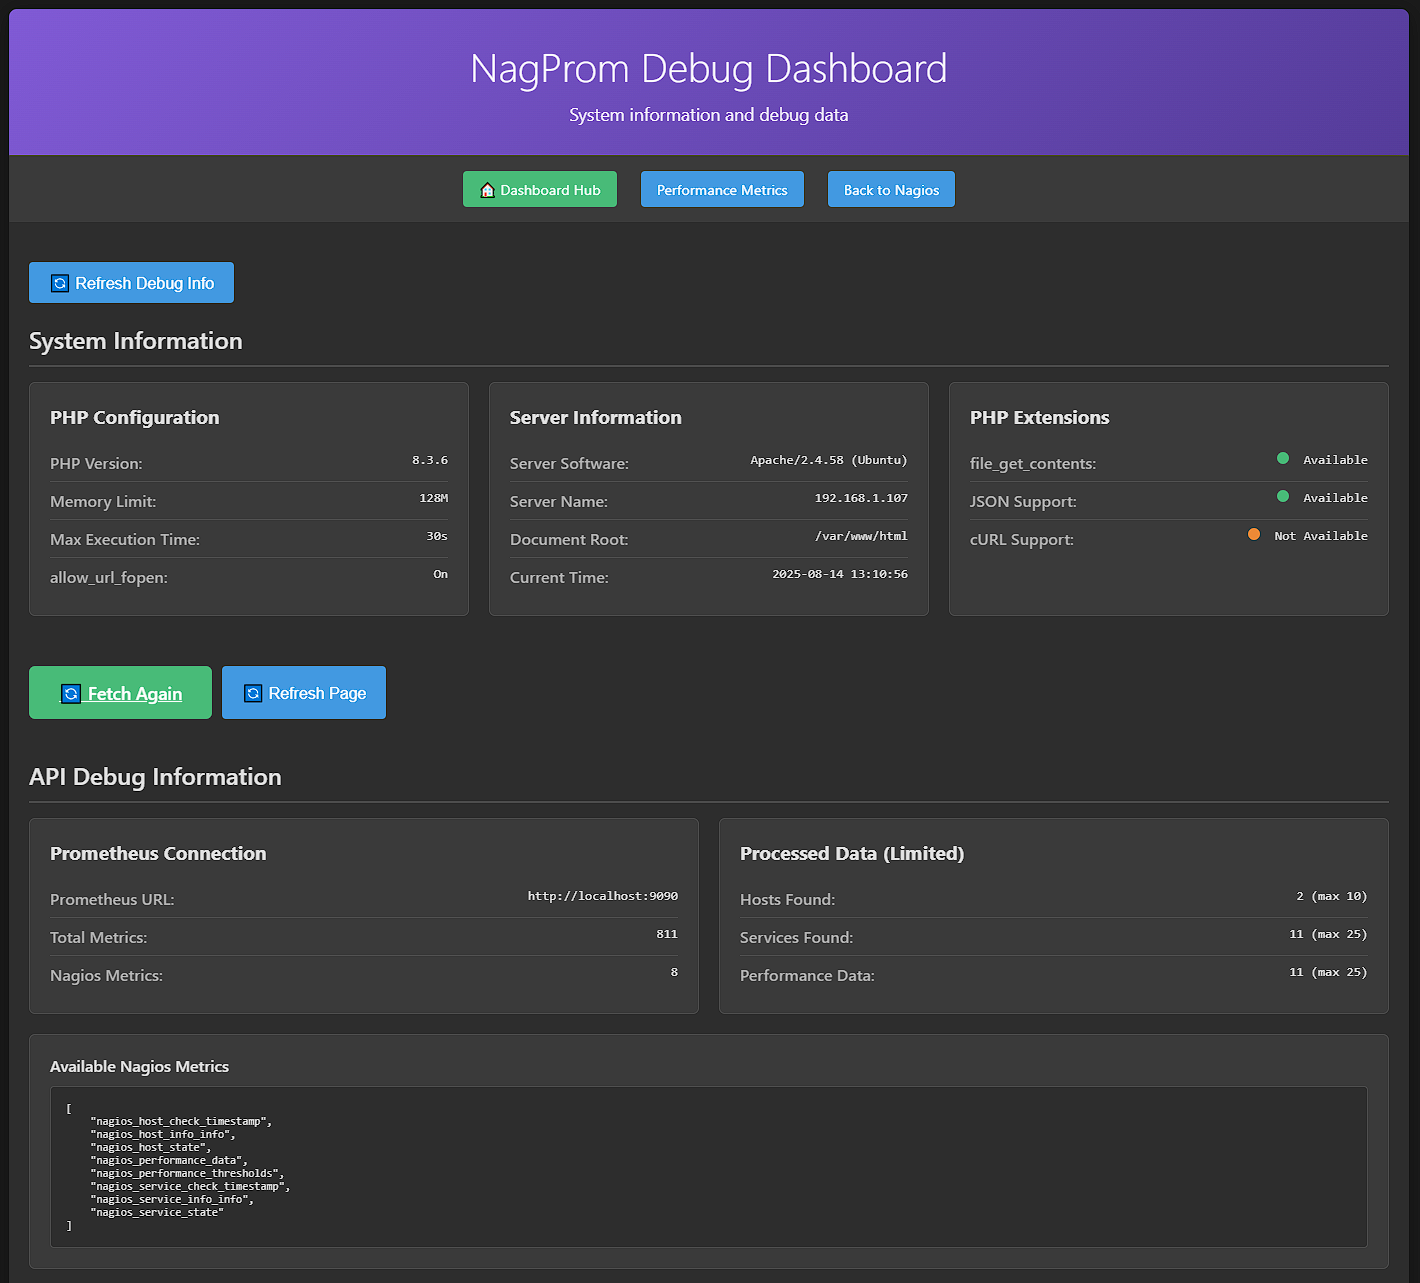 NagProm Debug Dashboard
System information and debug data
Dashboard Hub
Performance Metrics
Back to Nagios
Refresh Debug Info
System Information
PHP Configuration
PHP Version: 8.3.6
Memory Limit: 128M
Max Execution Time: 30s
allow_url_fopen: On
Server Information
Server Software: Apache/2.4.58 (Ubuntu)
Server Name: 192.168.1.107
Document Root: /var/www/html
Current Time: 2025-08-14 13:10:56
PHP Extensions
file_get_contents: Available
JSON Support: Available
cURL Support: Not Available
Fetch Again
Refresh Page
API Debug Information
Prometheus Connection
Prometheus URL: http://localhost:9090
Total Metrics: 811
Nagios Metrics: 8
Processed Data (Limited)
Hosts Found: 2 (max 10)
Services Found: 11 (max 25)
Performance Data: 11 (max 25)
Available Nagios Metrics
[
    "nagios_host_check_timestamp",
    "nagios_host_info_info",
    "nagios_host_state",
    "nagios_performance_data",
    "nagios_performance_thresholds",
    "nagios_service_check_timestamp",
    "nagios_service_info_info",
    "nagios_service_state"
]